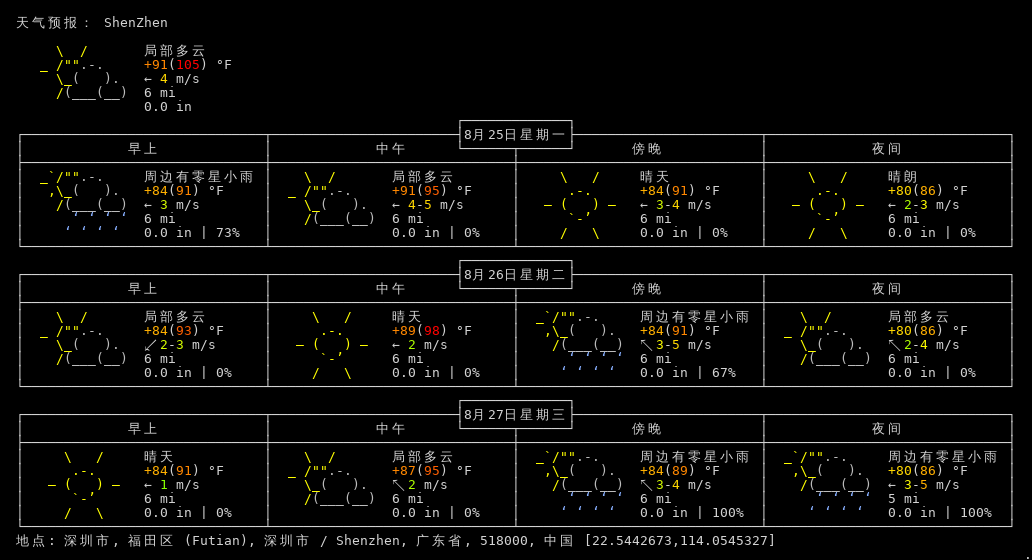 天气预报： ShenZhen
局部多云
+91(105) °F
← 4 m/s
6 mi
0.0 in
8月25日星期一
早上 中午 傍晚 夜间
周边有零星小雨 局部多云 晴天 晴朗
+84(91) °F +91(95) °F +84(91) °F +80(86) °F
← 3 m/s ← 4-5 m/s ← 3-4 m/s ← 2-3 m/s
6 mi 6 mi 6 mi 6 mi
0.0 in | 73% 0.0 in | 0% 0.0 in | 0% 0.0 in | 0%
8月26日星期二
早上 中午 傍晚 夜间
局部多云 晴天 周边有零星小雨 局部多云
+84(93) °F +89(98) °F +84(91) °F +80(86) °F
↙ 2-3 m/s ← 2 m/s ↖ 3-5 m/s ↖ 2-4 m/s
6 mi 6 mi 6 mi 6 mi
0.0 in | 0% 0.0 in | 0% 0.0 in | 67% 0.0 in | 0%
8月27日星期三
早上 中午 傍晚 夜间
晴天 局部多云 周边有零星小雨 周边有零星小雨
+84(91) °F +87(95) °F +84(89) °F +80(86) °F
← 1 m/s ↖ 2 m/s ↖ 3-4 m/s ← 3-5 m/s
6 mi 6 mi 6 mi 5 mi
0.0 in | 0% 0.0 in | 0% 0.0 in | 100% 0.0 in | 100%
地点: 深圳市, 福田区 (Futian), 深圳市 / Shenzhen, 广东省, 518000, 中国 [22.5442673,114.0545327]